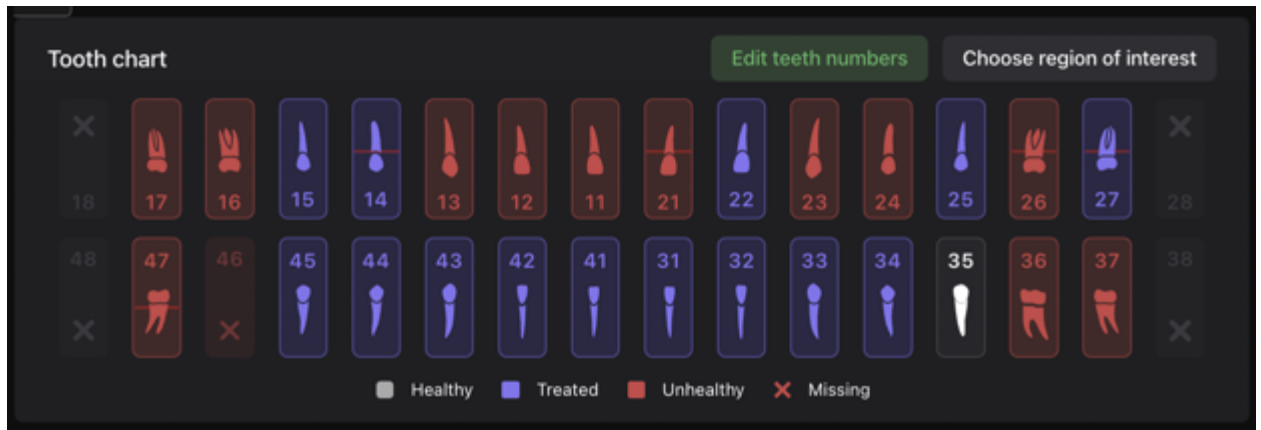 Tooth chart Edit teeth numbers Choose region of interest
18 17 16 15 14 13 12 11 21 22 23 24 25 26 27 28
48 47 46 45 44 43 42 41 31 32 33 34 35 36 37 38
Healthy Treated Unhealthy Missing